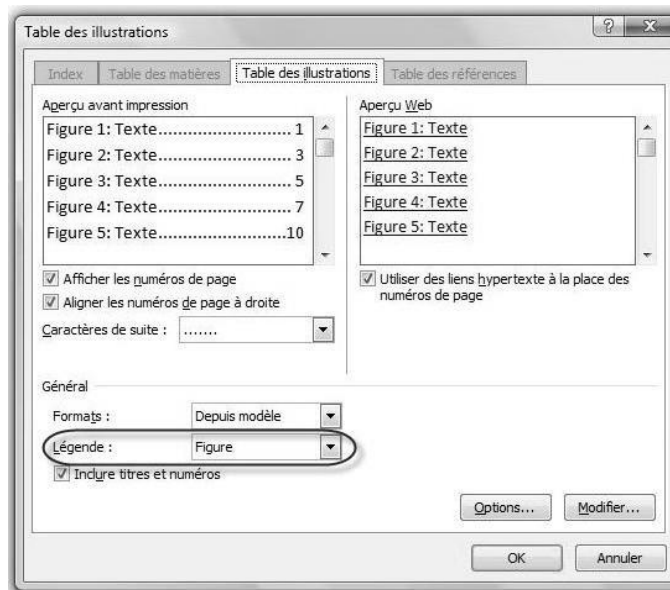 Table des illustrations
Index Table des matières Table des illustrations Table des références
Aperçu avant impression
Figure 1: Texte........................... 1
Figure 2: Texte........................... 3
Figure 3: Texte........................... 5
Figure 4: Texte........................... 7
Figure 5: Texte..........................10
Afficher les numéros de page
Aligner les numéros de page à droite
Caractères de suite : .......
Aperçu Web
Figure 1: Texte
Figure 2: Texte
Figure 3: Texte
Figure 4: Texte
Figure 5: Texte
Utiliser des liens hypertexte à la place des
numéros de page
Général
Formats : Depuis modèle
Légende : Figure
Inclure titres et numéros
Options... Modifier...
OK Annuler